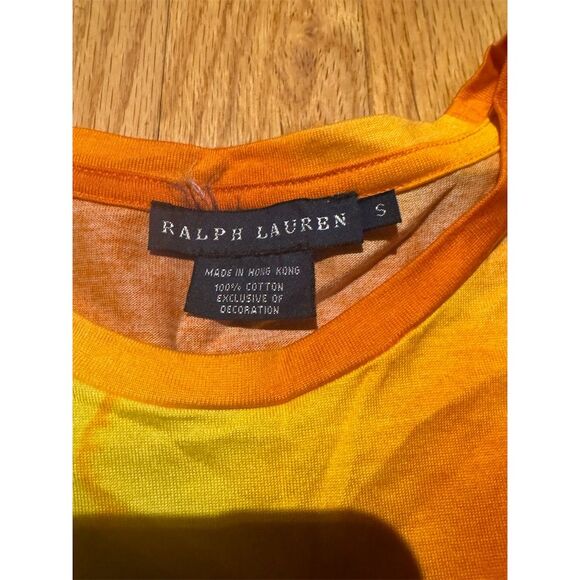 RALPH LAUREN
S
MADE IN HONG KONG
100% COTTON
EXCLUSIVE OF
DECORATION